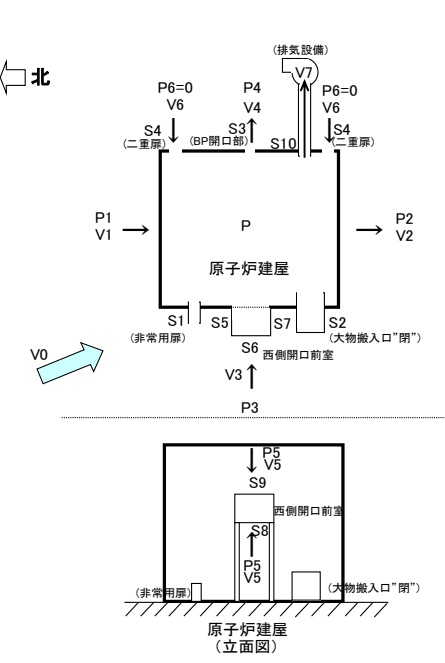 (排気設備)
北
V7
P6=0
V6
P4
V4
P6=0
V6
S4
(二重扉)
S3
(BP開口部)
S10
S4
(二重扉)
P1
V1
P
P2
V2
原子炉建屋
S1
(非常用扉)
S5
S7
S2
(大物搬入口”閉”)
S6
西側開口前室
V0
V3
P3
P5
V5
S9
西側開口前室
S8
P5
V5
(非常用扉)
(大物搬入口”閉”)
原子炉建屋
(立面図)